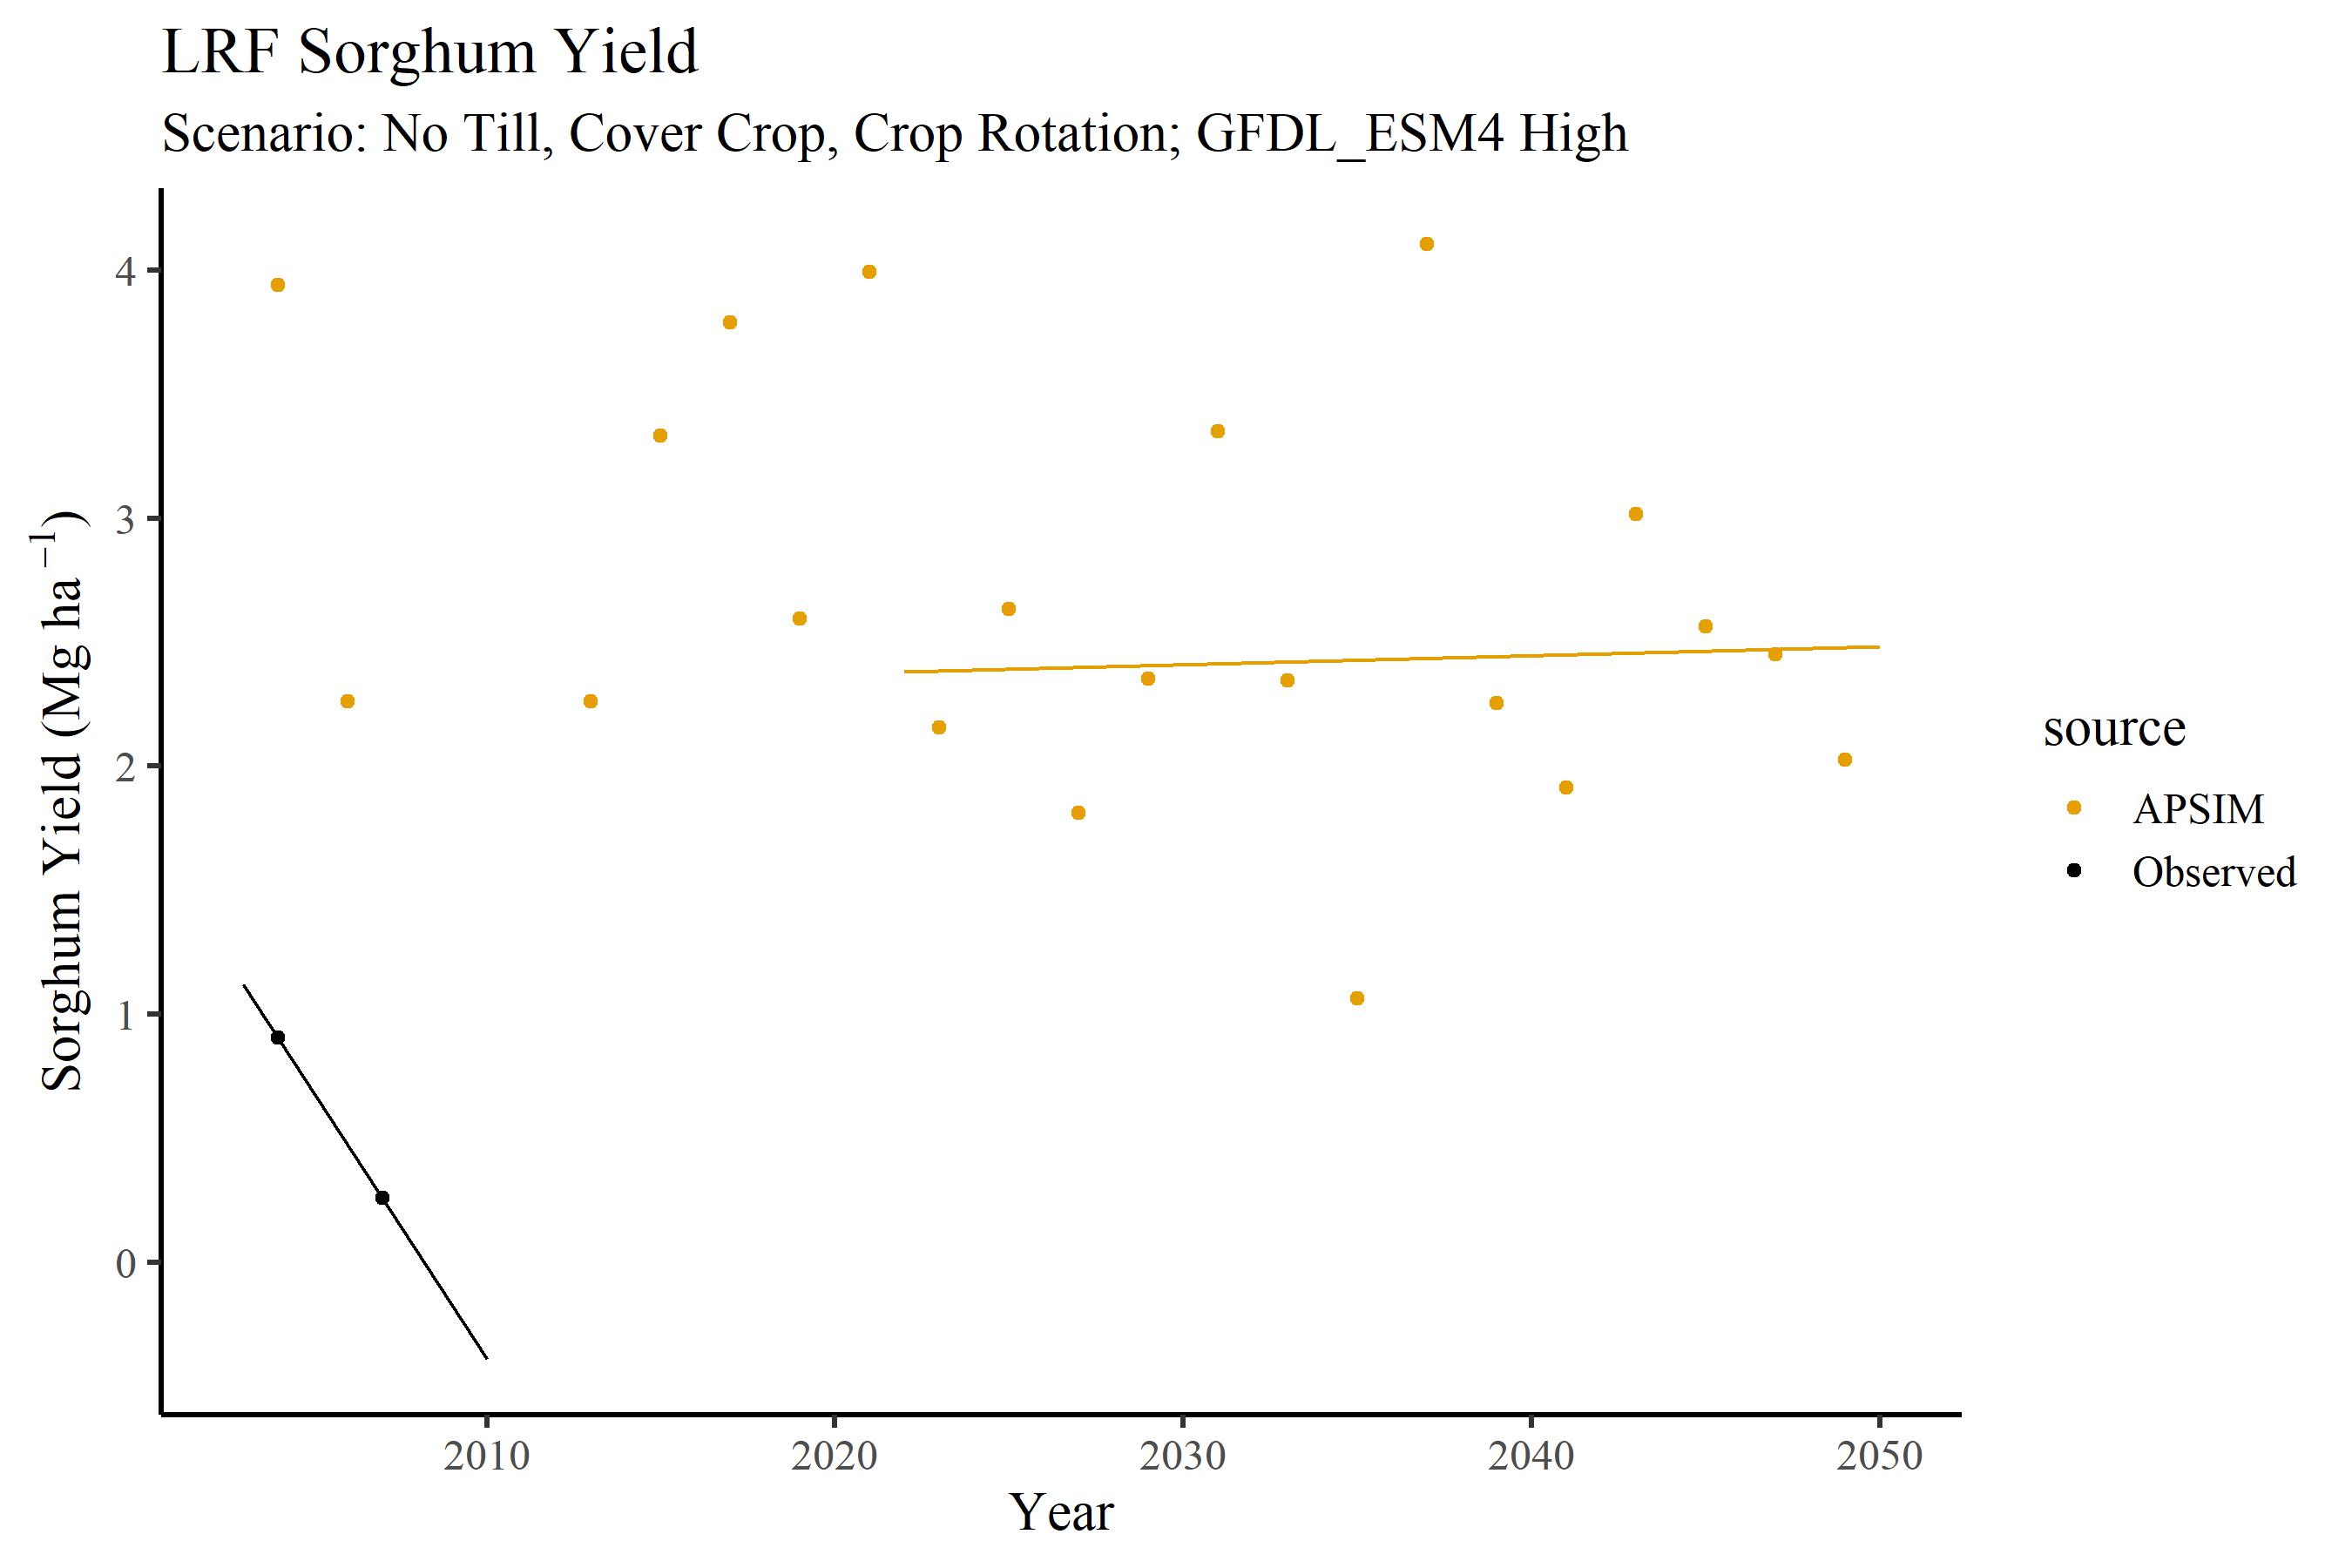 LRF Sorghum Yield
Scenario: No Till, Cover Crop, Crop Rotation; GFDL_ESM4 High
Sorghum Yield (Mg ha⁻¹)
4
3
2
1
0
2010 2020 2030 2040 2050
Year
source
APSIM
Observed